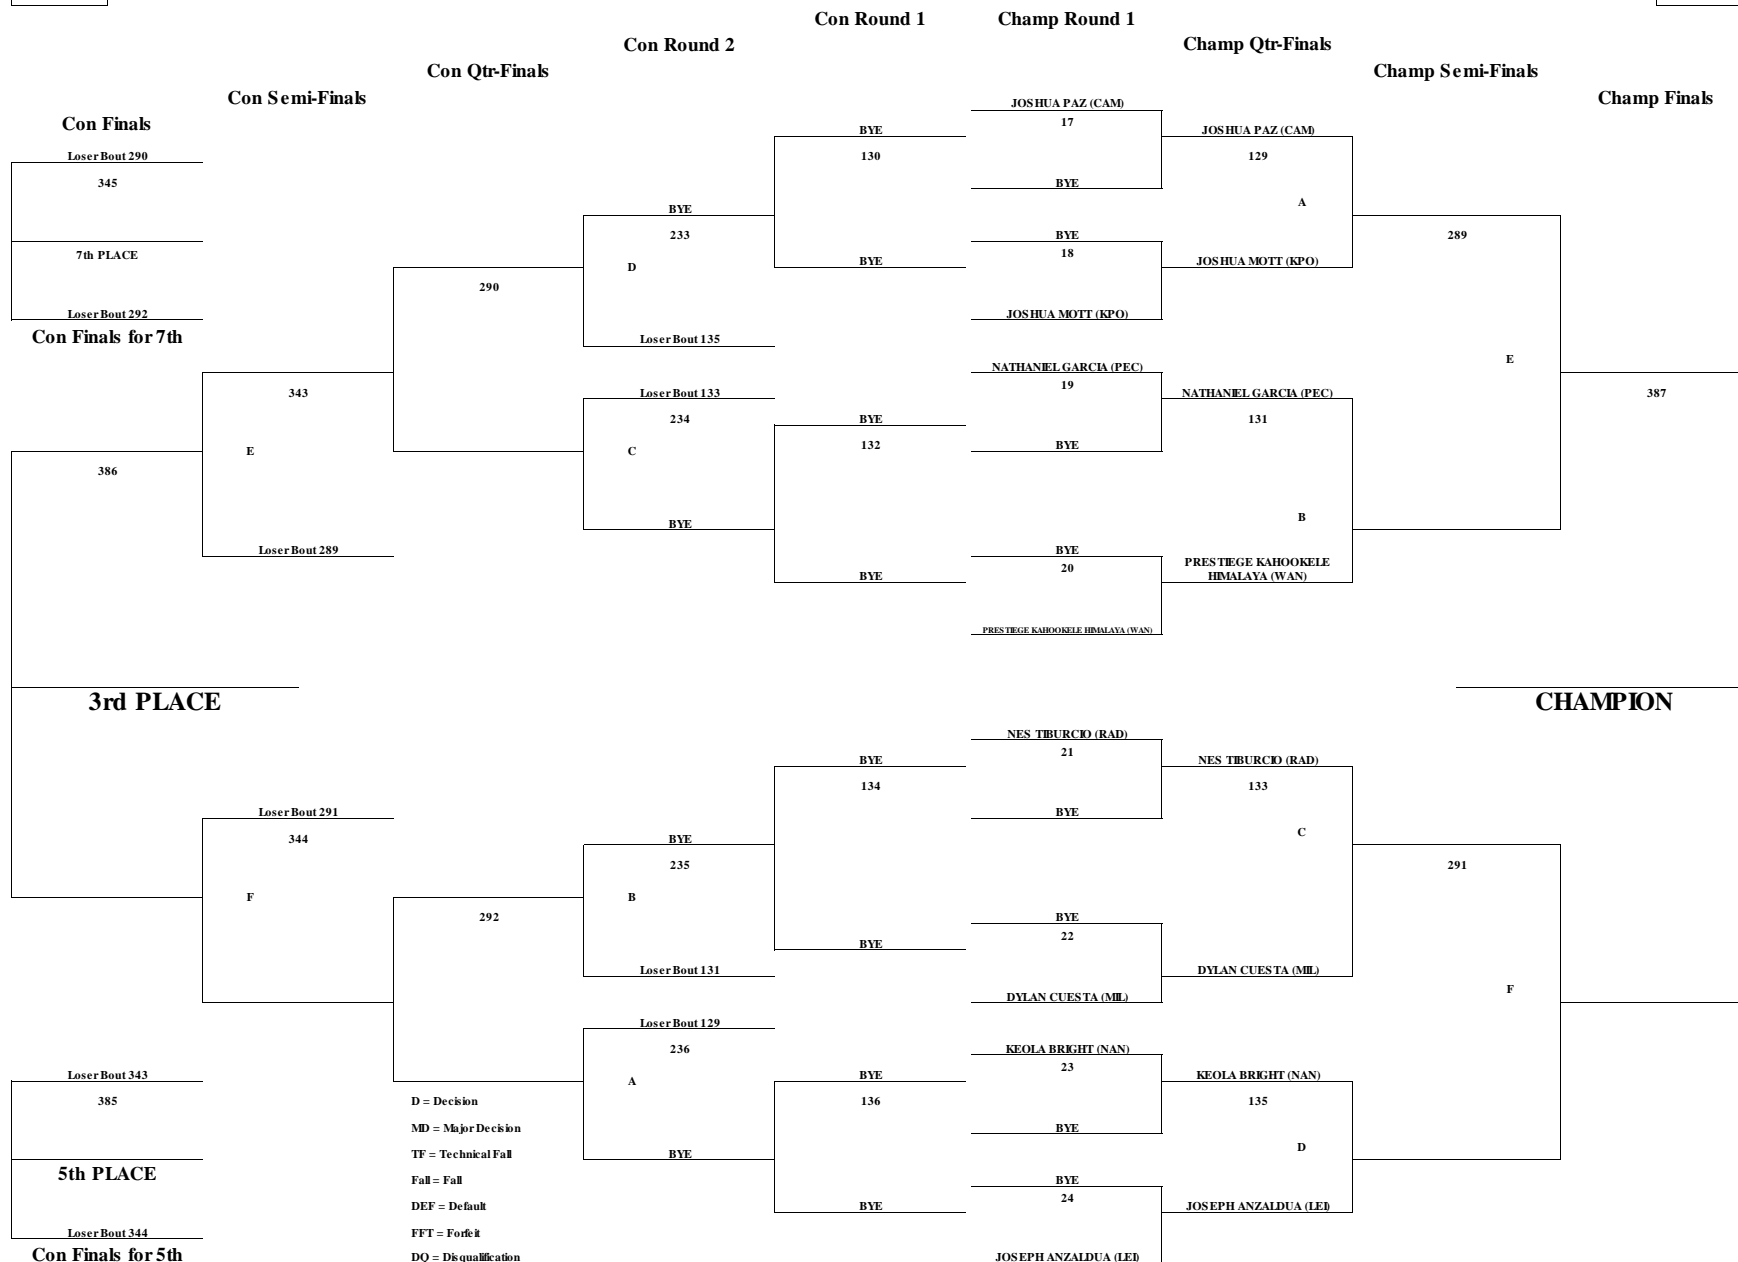 Con Round 1
Champ Round 1
Con Round 2
Champ Qtr-Finals
Con Qtr-Finals
Champ Semi-Finals
Con Semi-Finals
Champ Finals
Con Finals
JOSHUA PAZ (CAM)
17
BYE
JOSHUA PAZ (CAM)
Loser Bout 290
130
129
345
BYE
A
BYE
233
BYE
289
7th PLACE
18
D
BYE
JOSHUA MOTT (KPO)
290
Loser Bout 292
JOSHUA MOTT (KPO)
Con Finals for 7th
Loser Bout 135
E
NATHANIEL GARCIA (PEC)
19
343
Loser Bout 133
NATHANIEL GARCIA (PEC)
387
234
BYE
131
E
C
132
BYE
386
B
BYE
Loser Bout 289
BYE
20
PRESTIEGE KAHOOKELE
HIMALAYA (WAN)
BYE
PRESTIEGE KAHOOKELE HIMALAYA (WAN)
3rd PLACE
CHAMPION
NES TIBURCIO (RAD)
21
BYE
NES TIBURCIO (RAD)
134
133
Loser Bout 291
BYE
C
344
BYE
235
291
F
B
292
BYE
22
BYE
Loser Bout 131
DYLAN CUESTA (MIL)
F
DYLAN CUESTA (MIL)
Loser Bout 129
236
KEOLA BRIGHT (NAN)
23
Loser Bout 343
A
BYE
KEOLA BRIGHT (NAN)
385
D = Decision
136
135
MD = Major Decision
BYE
D
TF = Technical Fall
BYE
5th PLACE
Fall = Fall
BYE
24
DEF = Default
BYE
JOSEPH ANZALDUA (LEI)
Loser Bout 344
FFT = Forfeit
Con Finals for 5th
DQ = Disqualification
JOSEPH ANZALDUA (LEI)